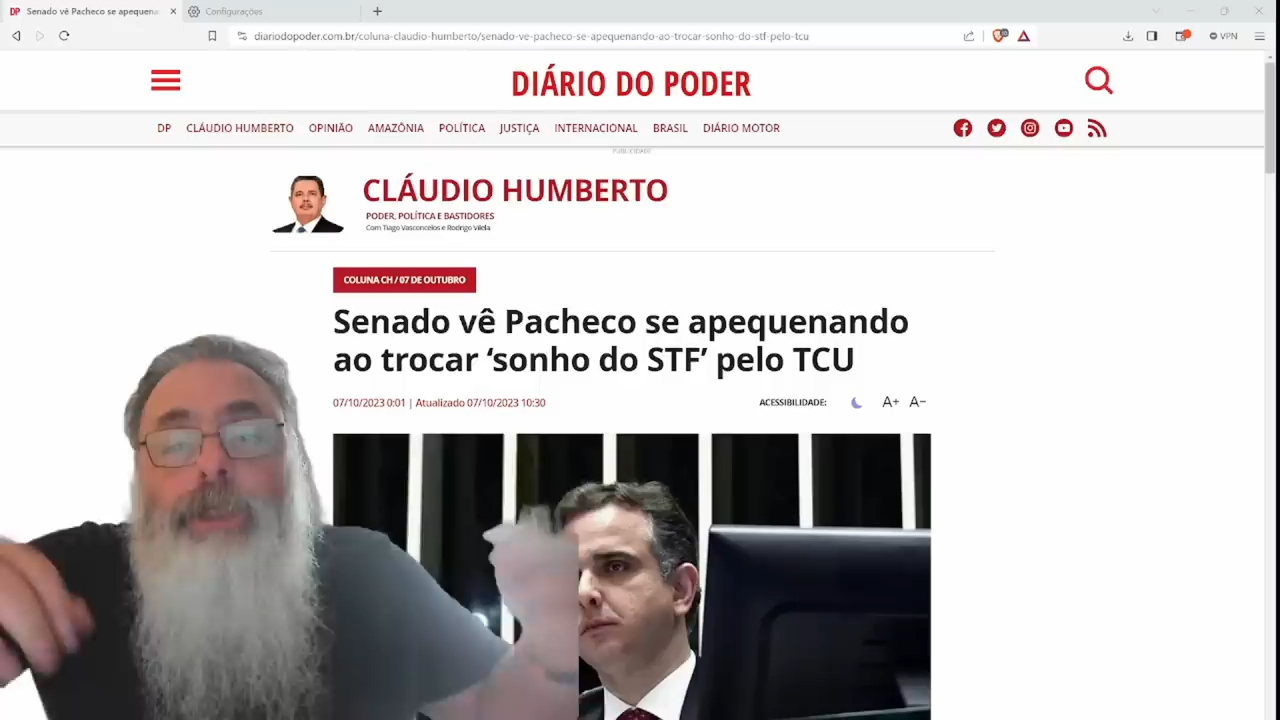 DP Senado vê Pacheco se apequena
Configurações
diariodopoder.com.br/coluna-claudio-humberto/senado-ve-pacheco-se-apequenando-ao-trocar-sonho-do-stf-pelo-tcu
VPN
DIÁRIO DO PODER
DP CLÁUDIO HUMBERTO OPINIÃO AMAZÔNIA POLÍTICA JUSTIÇA INTERNACIONAL BRASIL DIÁRIO MOTOR
PUBLICIDADE
CLÁUDIO HUMBERTO
PODER, POLÍTICA E BASTIDORES
Com Tiago Vasconcelos e Rodrigo Vilela
COLUNA CH / 07 DE OUTUBRO
Senado vê Pacheco se apequenando
ao trocar ‘sonho do STF’ pelo TCU
07/10/2023 0:01 | Atualizado 07/10/2023 10:30
ACESSIBILIDADE: A+ A-